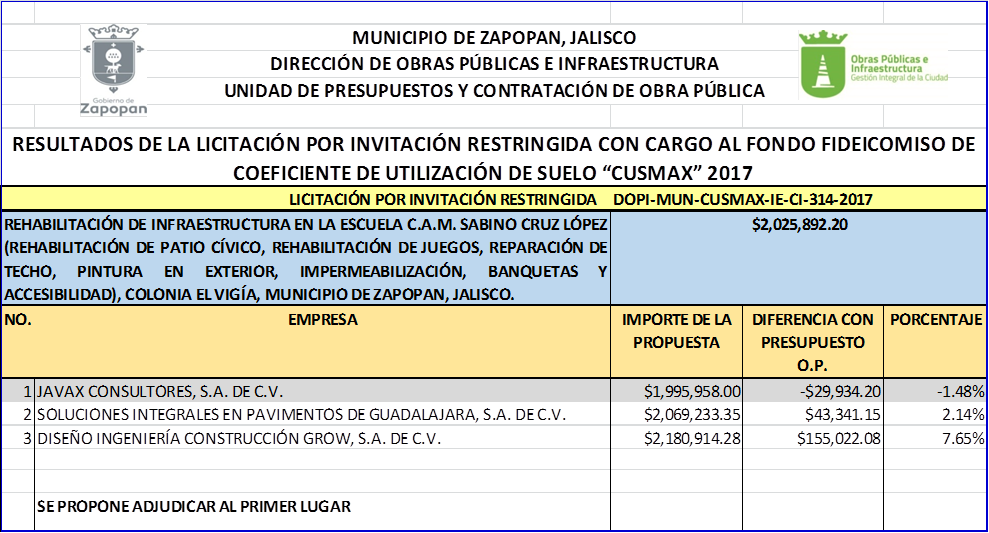 MUNICIPIO DE ZAPOPAN, JALISCO
DIRECCIÓN DE OBRAS PÚBLICAS E INFRAESTRUCTURA
UNIDAD DE PRESUPUESTOS Y CONTRATACIÓN DE OBRA PÚBLICA
Gobierno de
Zapopan
Obras Públicas e
Infraestructura
Gestión Integral de la Ciudad
RESULTADOS DE LA LICITACIÓN POR INVITACIÓN RESTRINGIDA CON CARGO AL FONDO FIDEICOMISO DE
COEFICIENTE DE UTILIZACIÓN DE SUELO “CUSMAX” 2017
LICITACIÓN POR INVITACIÓN RESTRINGIDA DOPI-MUN-CUSMAX-IE-CI-314-2017
REHABILITACIÓN DE INFRAESTRUCTURA EN LA ESCUELA C.A.M. SABINO CRUZ LÓPEZ
(REHABILITACIÓN DE PATIO CÍVICO, REHABILITACIÓN DE JUEGOS, REPARACIÓN DE
TECHO, PINTURA EN EXTERIOR, IMPERMEABILIZACIÓN, BANQUETAS Y
ACCESIBILIDAD), COLONIA EL VIGÍA, MUNICIPIO DE ZAPOPAN, JALISCO.
$2,025,892.20
NO. EMPRESA IMPORTE DE LA DIFERENCIA CON PORCENTAJE
PROPUESTA PRESUPUESTO
O.P.
1 JAVAX CONSULTORES, S.A. DE C.V. $1,995,958.00 -$29,934.20 -1.48%
2 SOLUCIONES INTEGRALES EN PAVIMENTOS DE GUADALAJARA, S.A. DE C.V. $2,069,233.35 $43,341.15 2.14%
3 DISEÑO INGENIERÍA CONSTRUCCIÓN GROW, S.A. DE C.V. $2,180,914.28 $155,022.08 7.65%
SE PROPONE ADJUDICAR AL PRIMER LUGAR